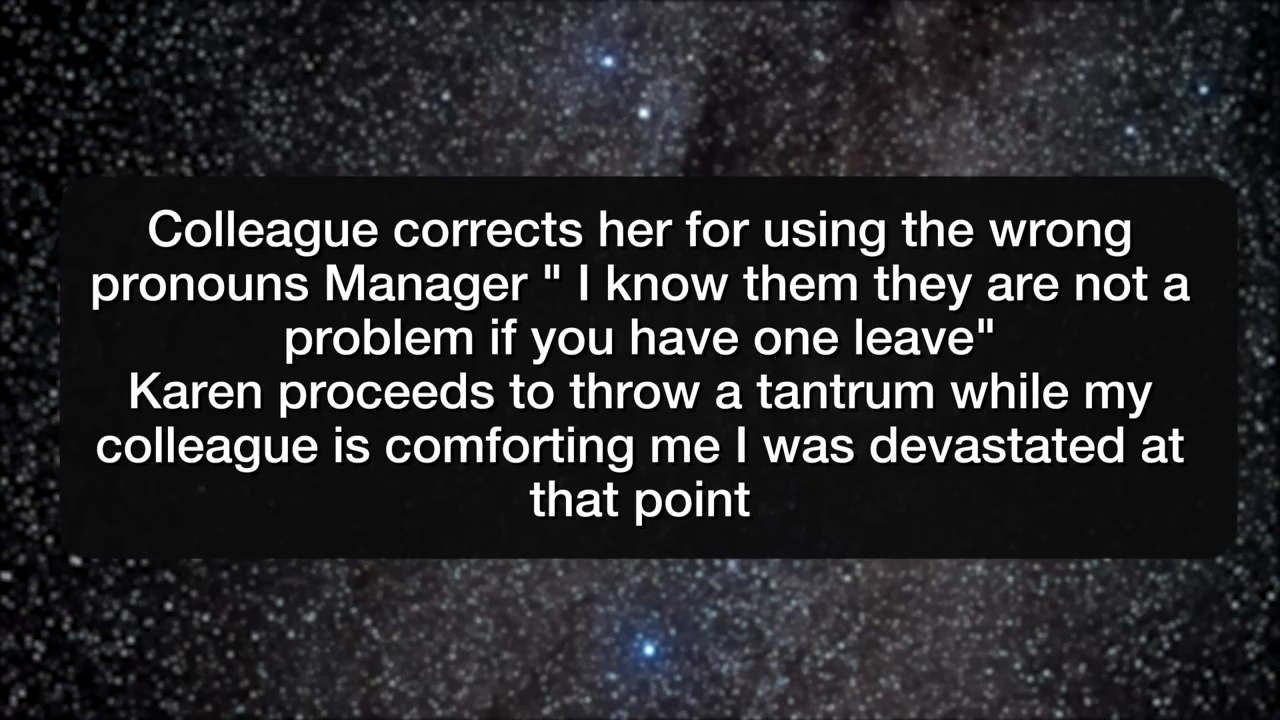 Colleague corrects her for using the wrong
pronouns Manager " I know them they are not a
problem if you have one leave"
Karen proceeds to throw a tantrum while my
colleague is comforting me I was devastated at
that point